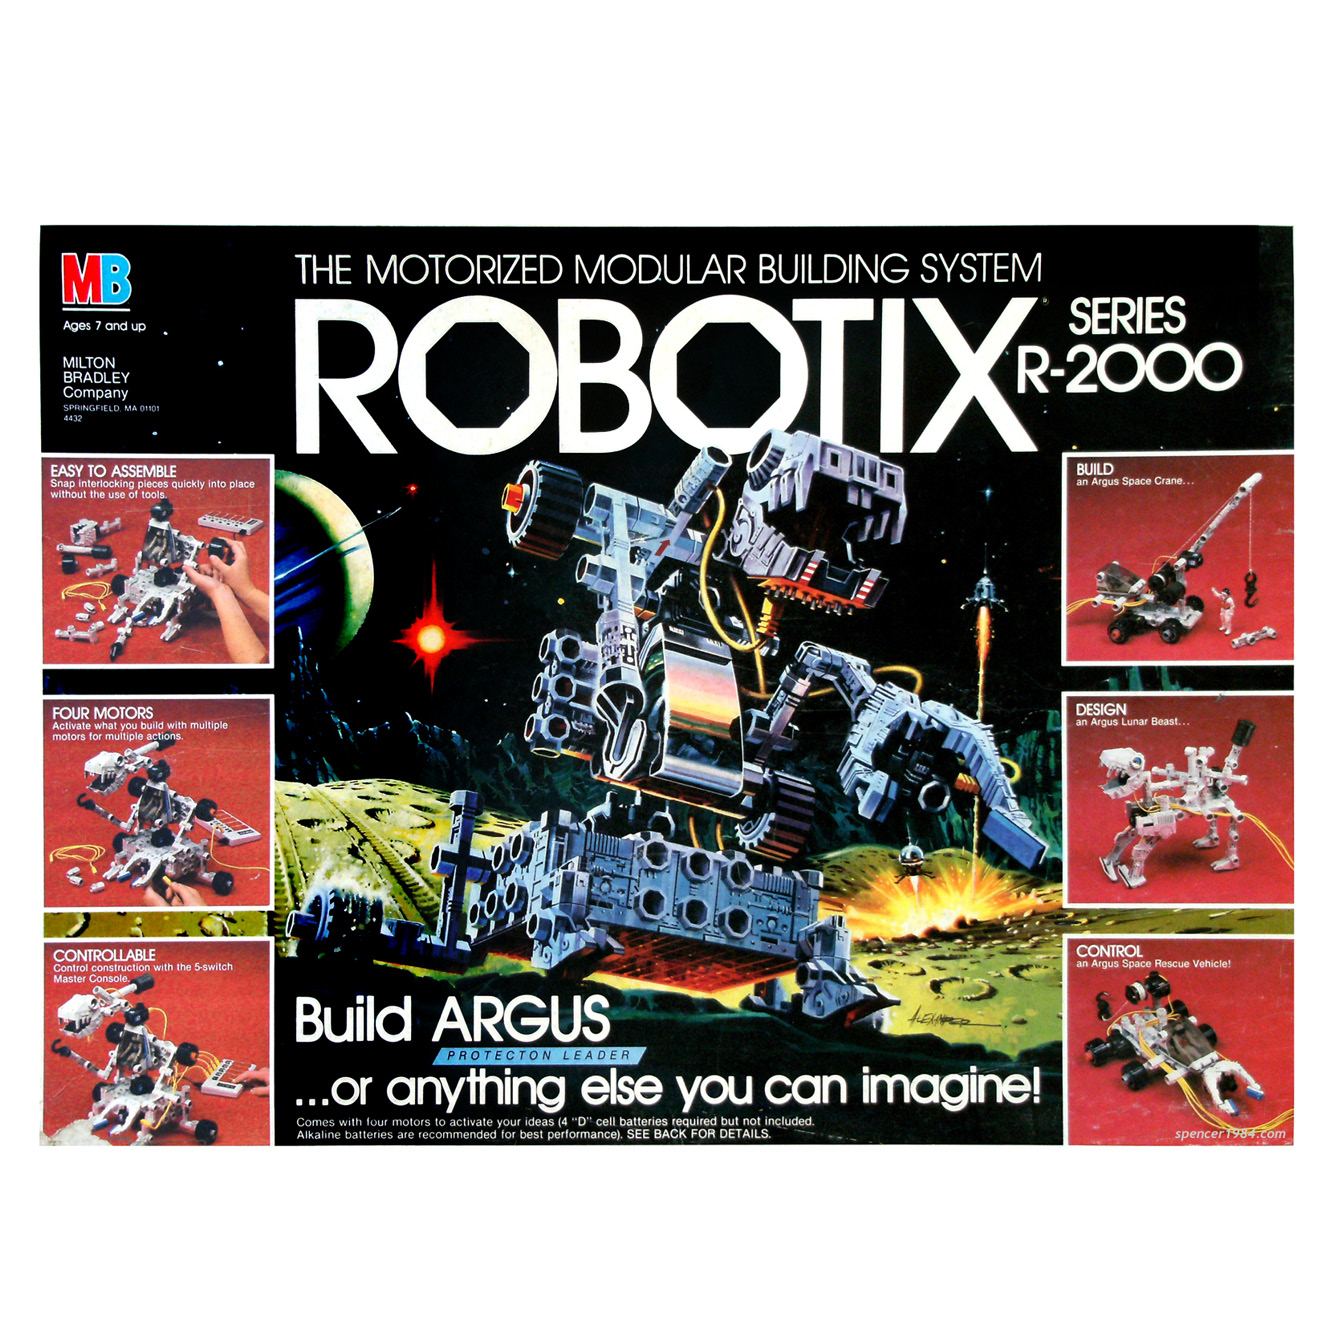 MB
Ages 7 and up
MILTON
BRADLEY
Company
SPRINGFIELD, MA 01101
4432
THE MOTORIZED MODULAR BUILDING SYSTEM
ROBOTIX®
SERIES
R-2000
EASY TO ASSEMBLE
Snap interlocking pieces quickly into place
without the use of tools.
FOUR MOTORS
Activate what you build with multiple
motors for multiple actions.
CONTROLLABLE
Control construction with the 5-switch
Master Console.
BUILD
an Argus Space Crane...
DESIGN
an Argus Lunar Beast...
CONTROL
an Argus Space Rescue Vehicle!
ALEXANDER
Build ARGUS
PROTECTON LEADER
...or anything else you can imagine!
Comes with four motors to activate your ideas (4 "D" cell batteries required but not included.
Alkaline batteries are recommended for best performance). SEE BACK FOR DETAILS.
spencer1984.com